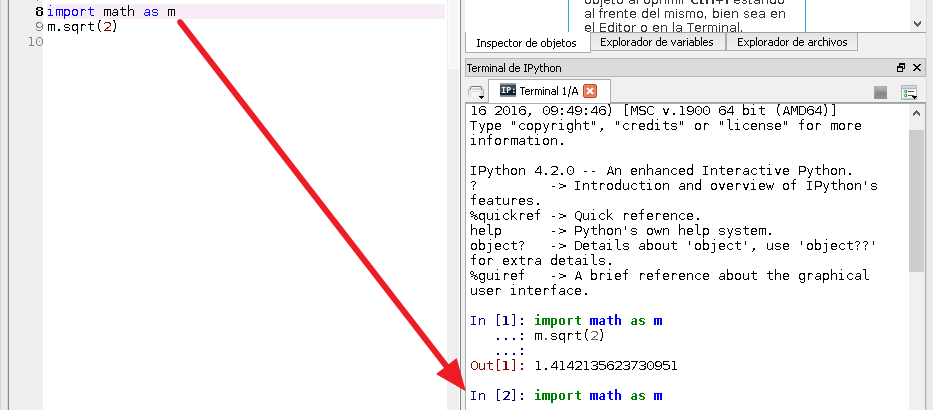 8 import math as m
9 m.sqrt(2)
10
objeto al oprimir Ctrl+I estando
al frente del mismo, bien sea en
el Editor o en la Terminal.
Inspector de objetos Explorador de variables Explorador de archivos
Terminal de IPython
IP: Terminal 1/A
16 2016, 09:49:46) [MSC v.1900 64 bit (AMD64)]
Type "copyright", "credits" or "license" for more
information.
IPython 4.2.0 -- An enhanced Interactive Python.
? -> Introduction and overview of IPython's
features.
%quickref -> Quick reference.
help -> Python's own help system.
object? -> Details about 'object', use 'object??'
for extra details.
%guiref -> A brief reference about the graphical
user interface.
In [1]: import math as m
...: m.sqrt(2)
...:
Out[1]: 1.4142135623730951
In [2]: import math as m